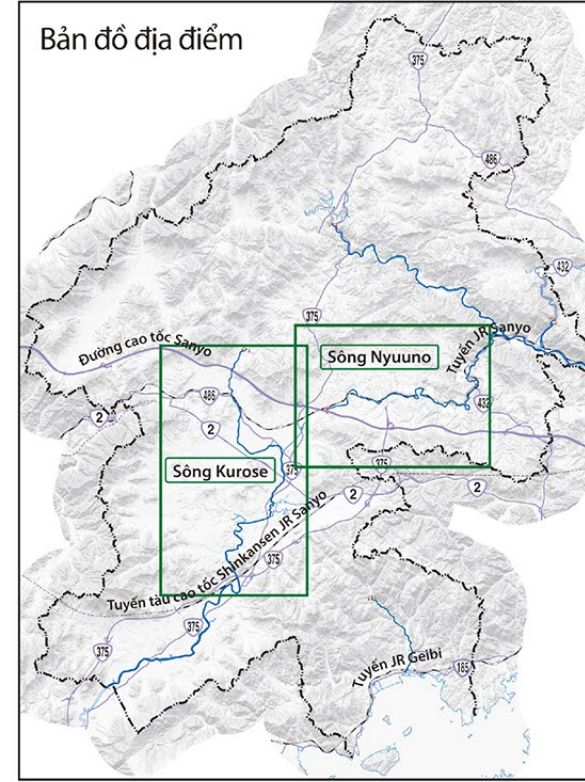 Bản đồ địa điểm
375
486
432
375
Tuyến JR Sanyo
Đường cao tốc Sanyo
Sông Nyuuno
486
432
2
2
375
375
Sông Kurose
2
2
Tuyến tàu cao tốc Shinkansen JR Sanyo
375
375
375
Tuyến JR Geibi
185